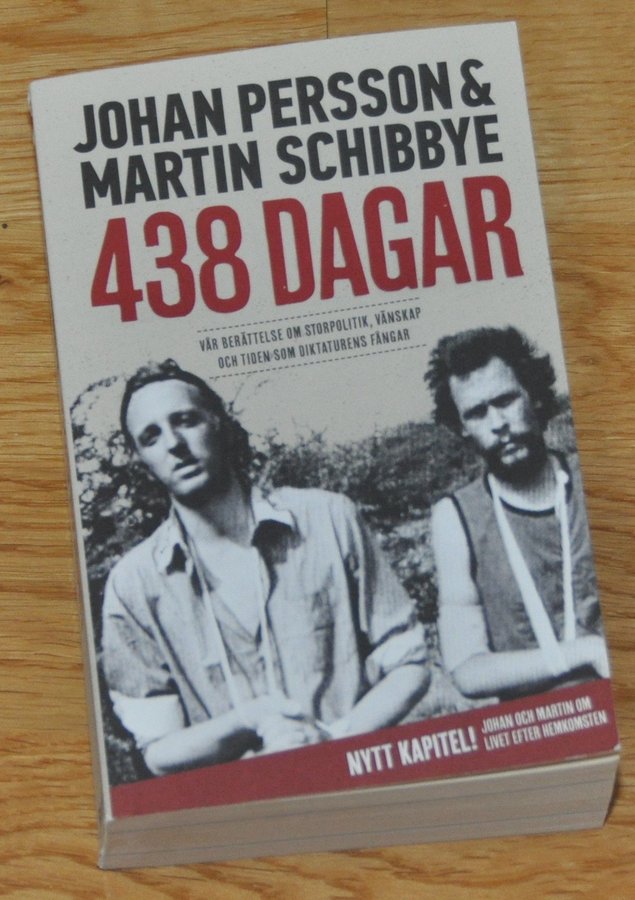 JOHAN PERSSON &
MARTIN SCHIBBYE
438 DAGAR
VÅR BERÄTTELSE OM STORPOLITIK, VÄNSKAP
OCH TIDEN SOM DIKTATURENS FÅNGAR
NYTT KAPITEL! JOHAN OCH MARTIN OM
LIVET EFTER HEMKOMSTEN